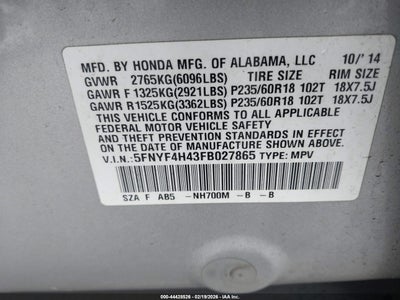 MFD. BY HONDA MFG. OF ALABAMA, LLC 10/'14
GVWR 2765KG(6096LBS) TIRE SIZE RIM SIZE
GAWR F 1325KG(2921LBS) P235/60R18 102T 18X7.5J
GAWR R 1525KG(3362LBS) P235/60R18 102T 18X7.5J
THIS VEHICLE CONFORMS TO ALL APPLICABLE
FEDERAL MOTOR VEHICLE SAFETY, BUMPER, AND
THEFT PREVENTION STANDARDS IN EFFECT ON
THE DATE OF MANUFACTURE SHOWN ABOVE.
V.I.N.: 5FNYF4H43FB027865 TYPE: MPV
SZA F AB5 -NH700M -B -B
000-44428526 - 02/19/2026 - IAAI.com